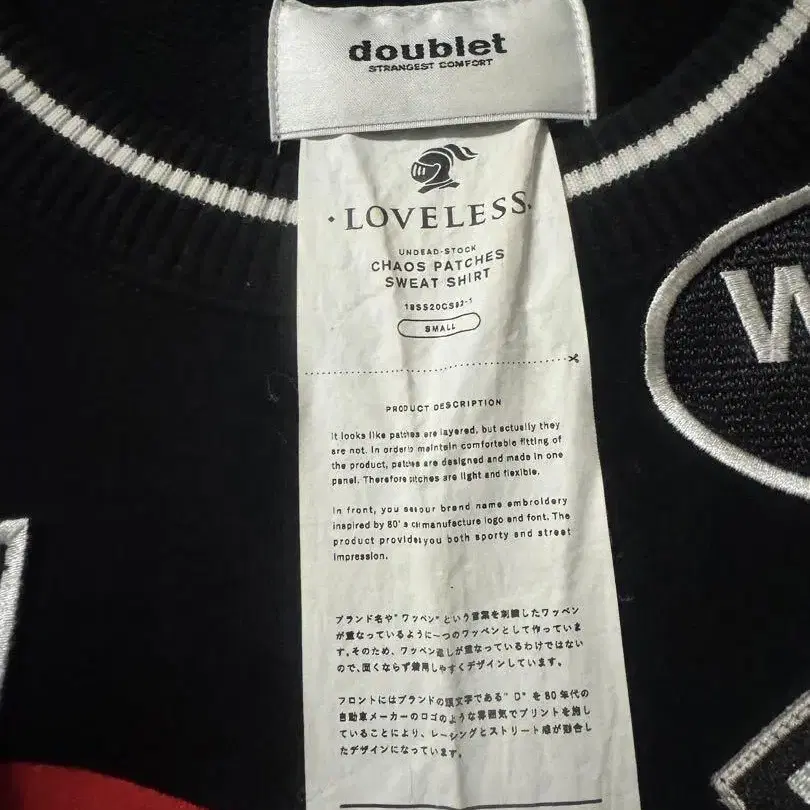 doublet
STRANGEST COMFORT
·LOVELESS·
UNDEAD-STOCK
CHAOS PATCHES
SWEAT SHIRT
18SS20CS92-1
SMALL
PRODUCT DESCRIPTION
It looks like patches are layered, but actually they
are not. In order to maintain comfortable fitting of
the product, patches are designed and made in one
panel. Therefore stitches are light and flexible.
In front, you see our brand name embroidery
inspired by 80' s car manufacture logo and font. The
product provides you both sporty and street
impression.
ブランド名や"ワッペン"という言葉を刺繍したワッペン
が重なっているように一つのワッペンとして作っていま
す。そのため、ワッペン通しが重なっているわけではない
ので、固くならず着用しやすくデザインしています。
フロントにはブランドの頭文字である"D"を80年代の
自動車メーカーのロゴのような雰囲気でプリントを施し
ていることにより、レーシングとストリート感が融合し
たデザインになっています。
W